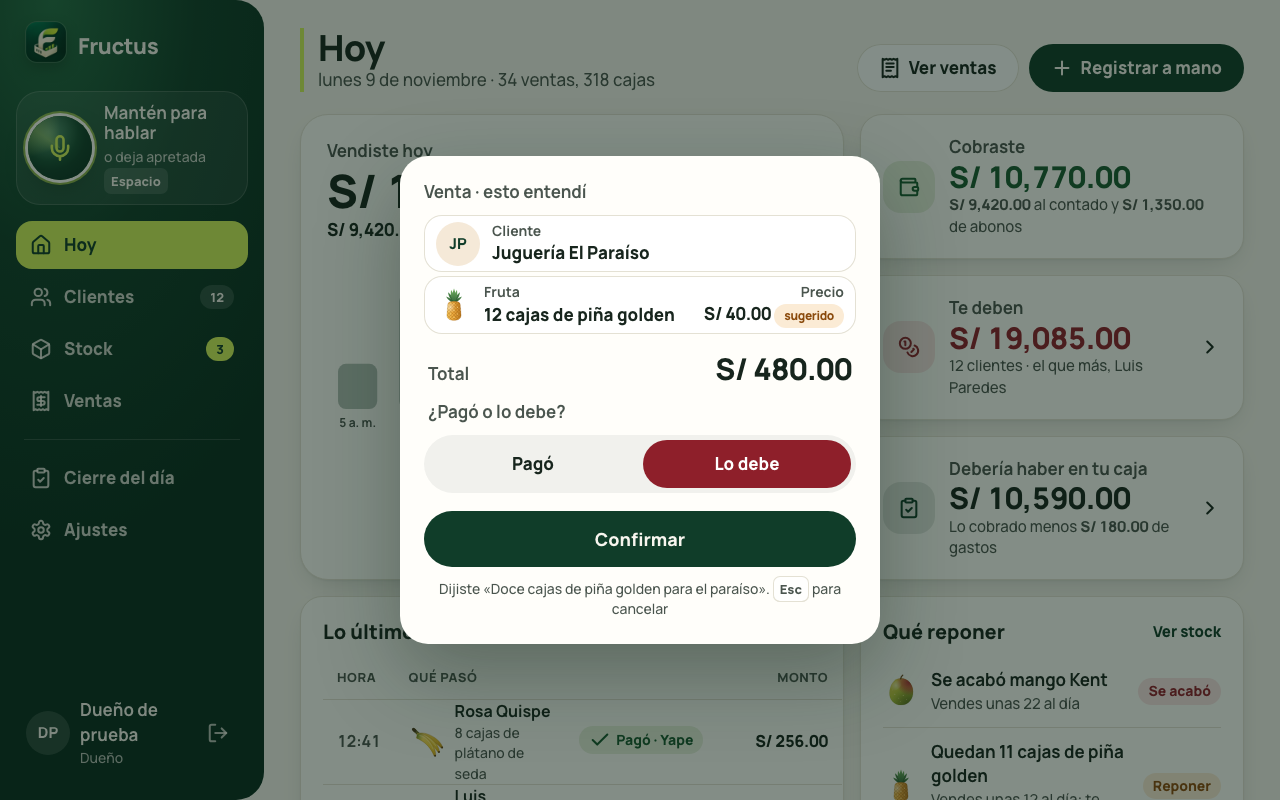 Fructus
Mantén para
hablar
o deja apretada
Espacio
Hoy
Clientes
12
Stock
3
Ventas
Cierre del día
Ajustes
DP
Dueño de
prueba
Dueño
Hoy
lunes 9 de noviembre · 34 ventas, 318 cajas
Ver ventas
Registrar a mano
Vendiste hoy
S/ 1
S/ 9,420.
5 a. m.
Cobraste
S/ 10,770.00
S/ 9,420.00 al contado y S/ 1,350.00
de abonos
Te deben
S/ 19,085.00
12 clientes · el que más, Luis
Paredes
Debería haber en tu caja
S/ 10,590.00
Lo cobrado menos S/ 180.00 de
gastos
Venta · esto entendí
JP
Cliente
Juguería El Paraíso
Fruta
12 cajas de piña golden
Precio
S/ 40.00 sugerido
Total
S/ 480.00
¿Pagó o lo debe?
Pagó
Lo debe
Confirmar
Dijiste «Doce cajas de piña golden para el paraíso». Esc para
cancelar
Lo último
HORA
QUÉ PASÓ
MONTO
12:41
Rosa Quispe
8 cajas de
plátano de
seda
Pagó · Yape
S/ 256.00
Luis
Qué reponer
Ver stock
Se acabó mango Kent
Vendes unas 22 al día
Se acabó
Quedan 11 cajas de piña
golden
Vendes unas 12 al día: te
Reponer